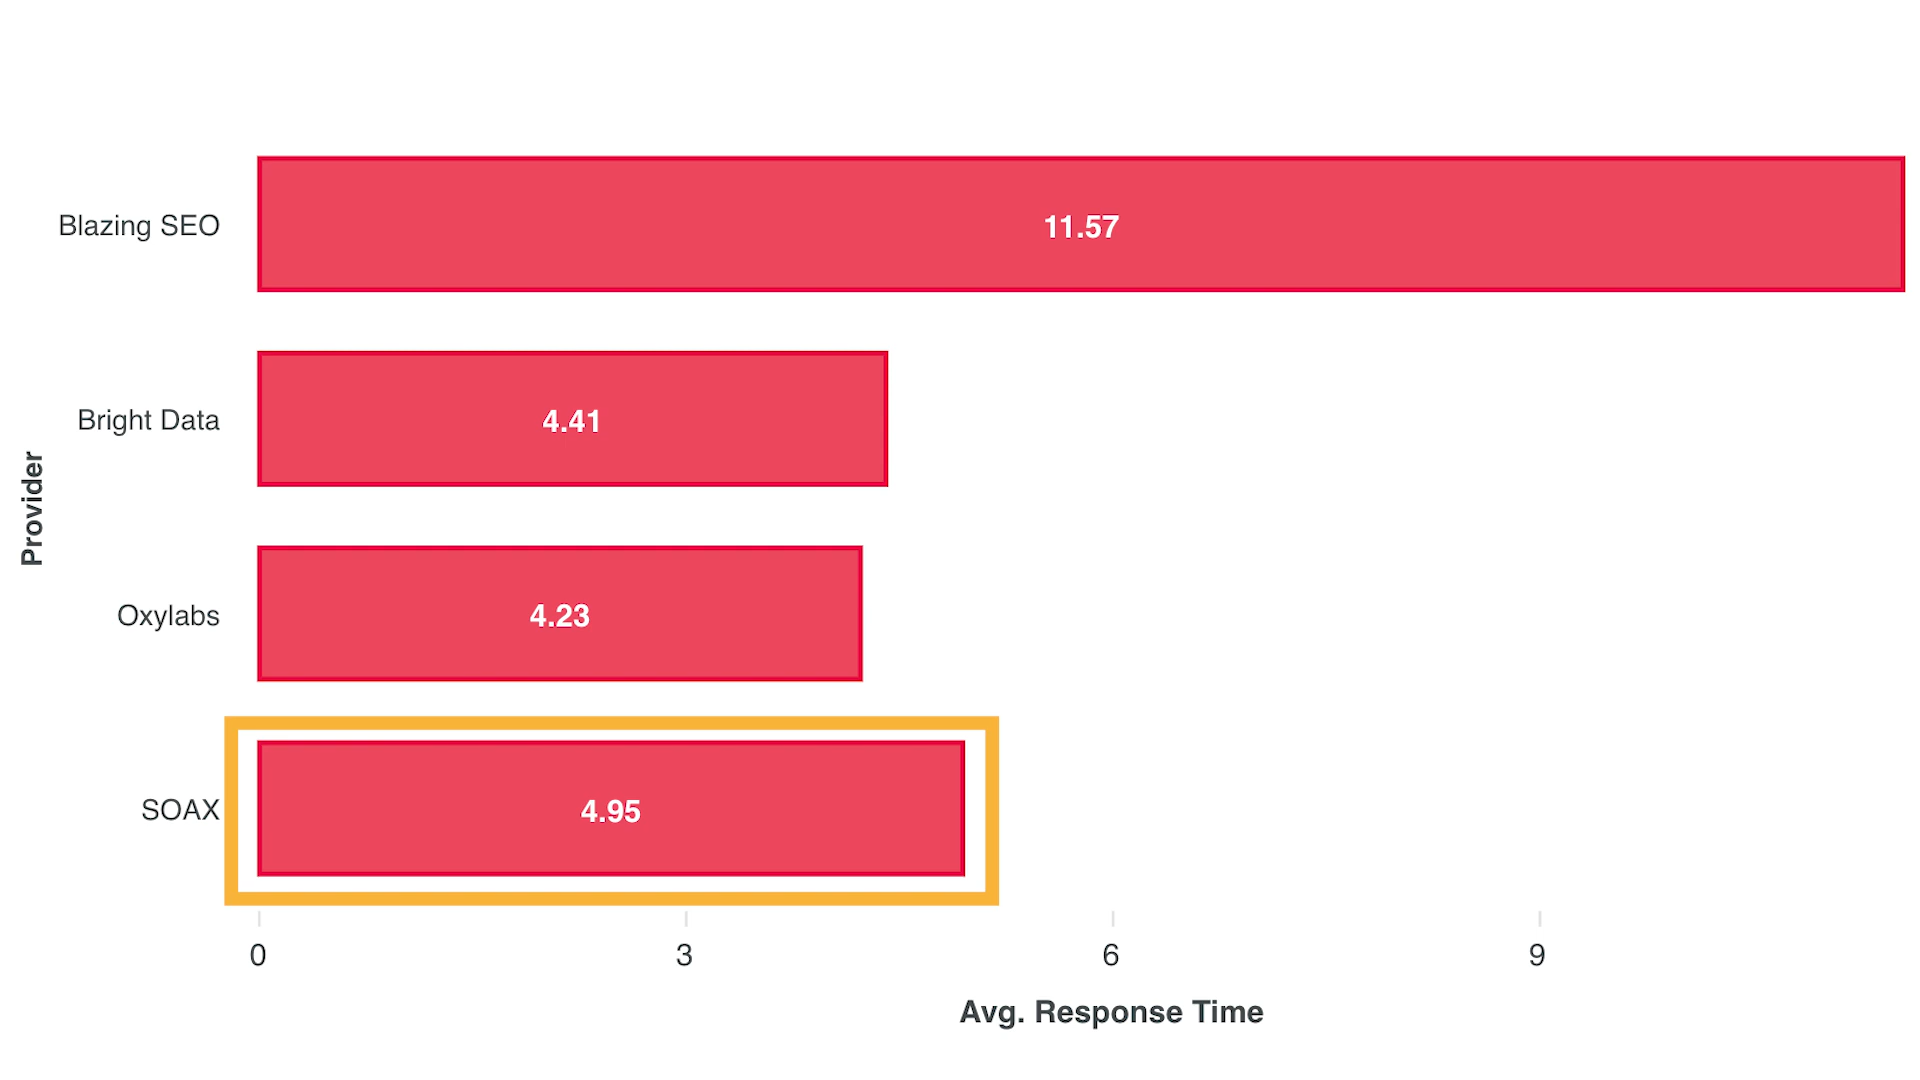 Provider
Blazing SEO
11.57
Bright Data
4.41
Oxylabs
4.23
SOAX
4.95
0 3 6 9
Avg. Response Time